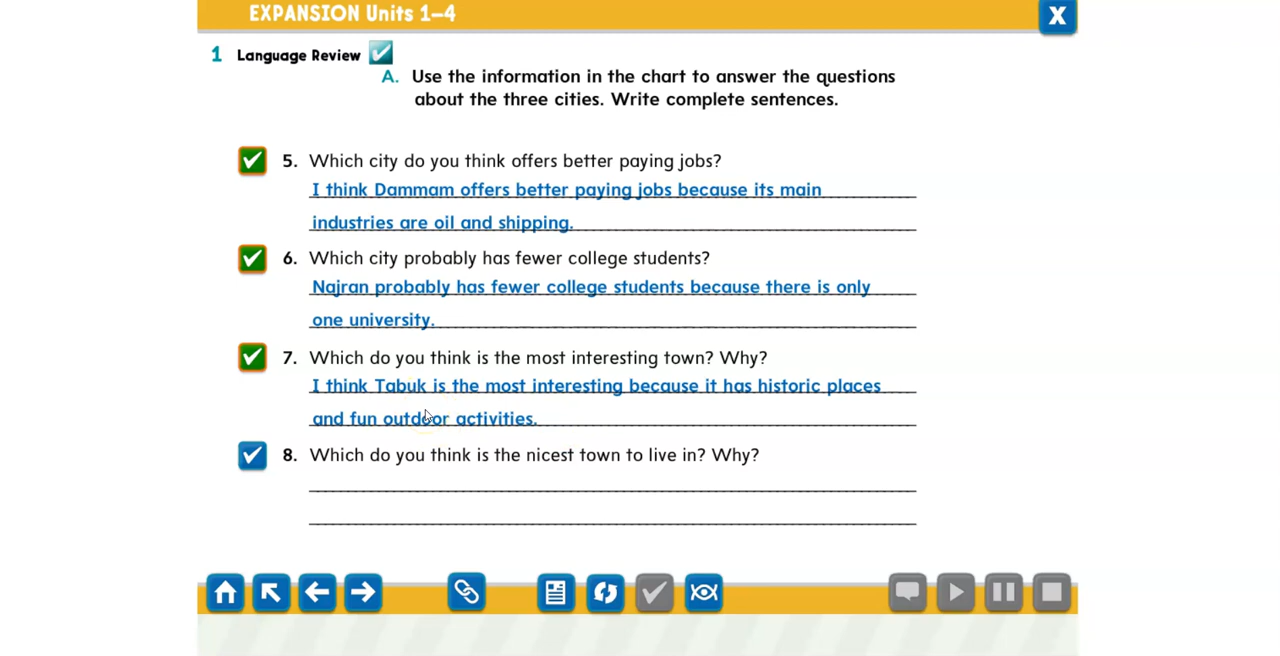 EXPANSION Units 1–4
X
1 Language Review
A. Use the information in the chart to answer the questions
about the three cities. Write complete sentences.
5. Which city do you think offers better paying jobs?
I think Dammam offers better paying jobs because its main
industries are oil and shipping.
6. Which city probably has fewer college students?
Najran probably has fewer college students because there is only
one university.
7. Which do you think is the most interesting town? Why?
I think Tabuk is the most interesting because it has historic places
and fun outdoor activities.
8. Which do you think is the nicest town to live in? Why?